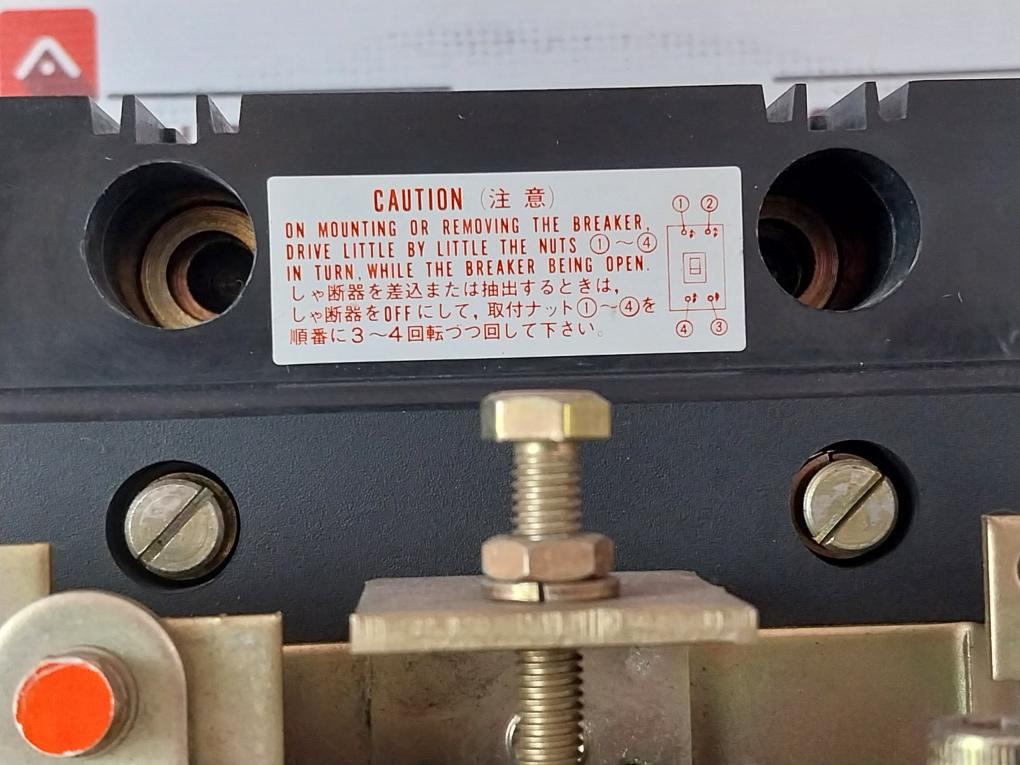 CAUTION（注意）
ON MOUNTING OR REMOVING THE BREAKER,
DRIVE LITTLE BY LITTLE THE NUTS ①～④
IN TURN, WHILE THE BREAKER BEING OPEN.
しゃ断器を差込または抽出するときは,
しゃ断器をOFFにして, 取付ナット①～④を
順番に3～4回転づつ回して下さい。
① ②
④ ③